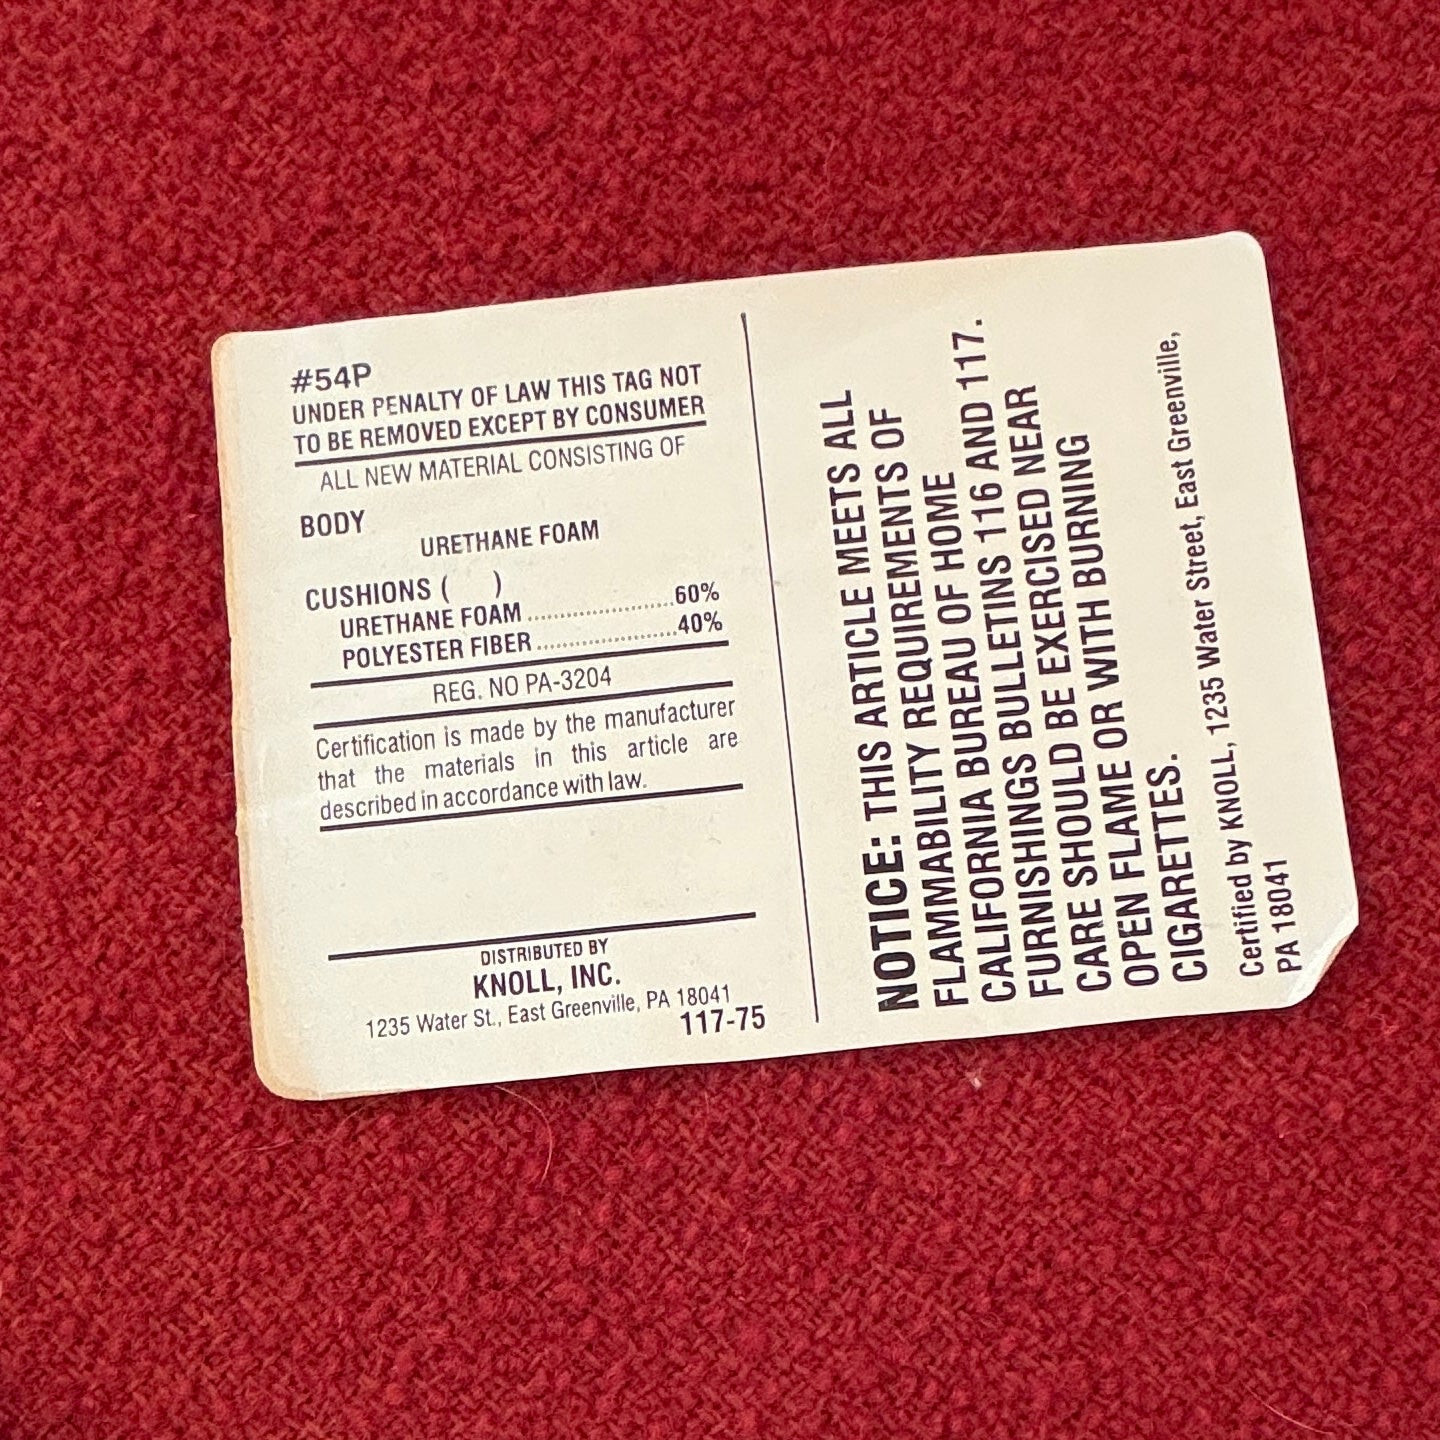 #54P
UNDER PENALTY OF LAW THIS TAG NOT
TO BE REMOVED EXCEPT BY CONSUMER
ALL NEW MATERIAL CONSISTING OF
BODY
URETHANE FOAM
CUSHIONS ( )
URETHANE FOAM ........................60%
POLYESTER FIBER .......................40%
REG. NO PA-3204
Certification is made by the manufacturer
that the materials in this article are
described in accordance with law.
DISTRIBUTED BY
KNOLL, INC.
1235 Water St., East Greenville, PA 18041
117-75
NOTICE: THIS ARTICLE MEETS ALL
FLAMMABILITY REQUIREMENTS OF
CALIFORNIA BUREAU OF HOME
FURNISHINGS BULLETINS 116 AND 117.
CARE SHOULD BE EXERCISED NEAR
OPEN FLAME OR WITH BURNING
CIGARETTES.
Certified by KNOLL, 1235 Water Street, East Greenville,
PA 18041